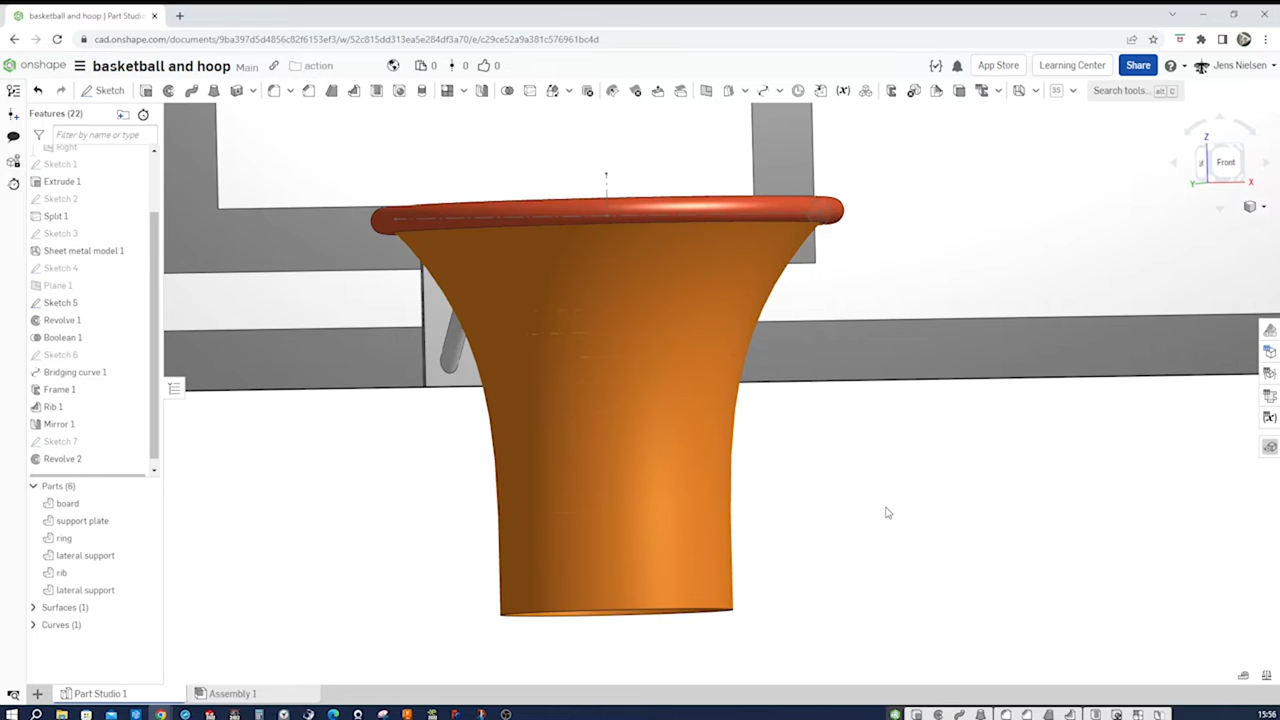 basketball and hoop | Part Studio
cad.onshape.com/documents/9ba397d5d4856c82f6153ef3/w/52c815dd313ea5e284df3a70/e/c29ce52a9a381c576961bc4d
onshape basketball and hoop Main action 0 0 0 App Store Learning Center Share Jens Nielsen
Sketch Search tools... alt C
Features (22)
Filter by name or type
Right
Sketch 1
Extrude 1
Sketch 2
Split 1
Sketch 3
Sheet metal model 1
Sketch 4
Plane 1
Sketch 5
Revolve 1
Boolean 1
Sketch 6
Bridging curve 1
Frame 1
Rib 1
Mirror 1
Sketch 7
Revolve 2
Parts (6)
board
support plate
ring
lateral support
rib
lateral support
Surfaces (1)
Curves (1)
Z
Front
Y X
Part Studio 1 Assembly 1
15:56